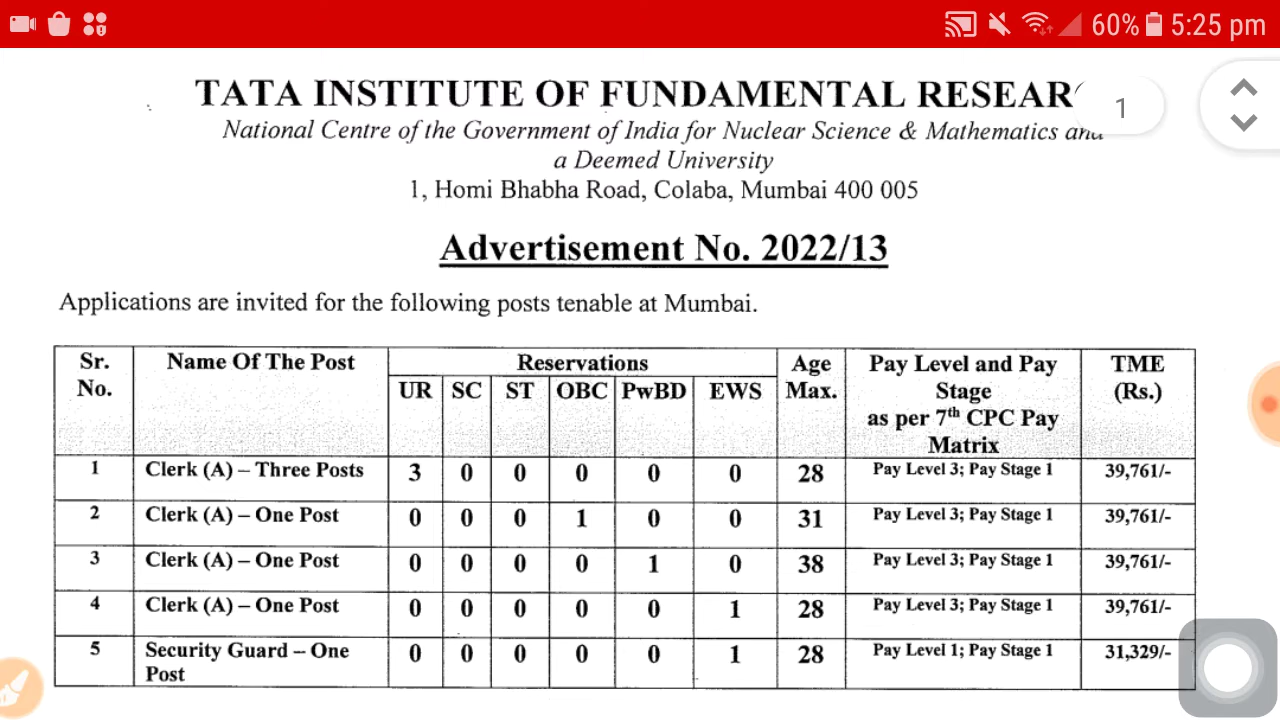 60% 5:25 pm
TATA INSTITUTE OF FUNDAMENTAL RESEAR
1
National Centre of the Government of India for Nuclear Science & Mathematics and
a Deemed University
1, Homi Bhabha Road, Colaba, Mumbai 400 005
Advertisement No. 2022/13
Applications are invited for the following posts tenable at Mumbai.
Sr. No. Name Of The Post Reservations Age Max. Pay Level and Pay Stage as per 7th CPC Pay Matrix TME (Rs.)
UR SC ST OBC PwBD EWS
1 Clerk (A) – Three Posts 3 0 0 0 0 0 28 Pay Level 3; Pay Stage 1 39,761/-
2 Clerk (A) – One Post 0 0 0 1 0 0 31 Pay Level 3; Pay Stage 1 39,761/-
3 Clerk (A) – One Post 0 0 0 0 1 0 38 Pay Level 3; Pay Stage 1 39,761/-
4 Clerk (A) – One Post 0 0 0 0 0 1 28 Pay Level 3; Pay Stage 1 39,761/-
5 Security Guard – One Post 0 0 0 0 0 1 28 Pay Level 1; Pay Stage 1 31,329/-